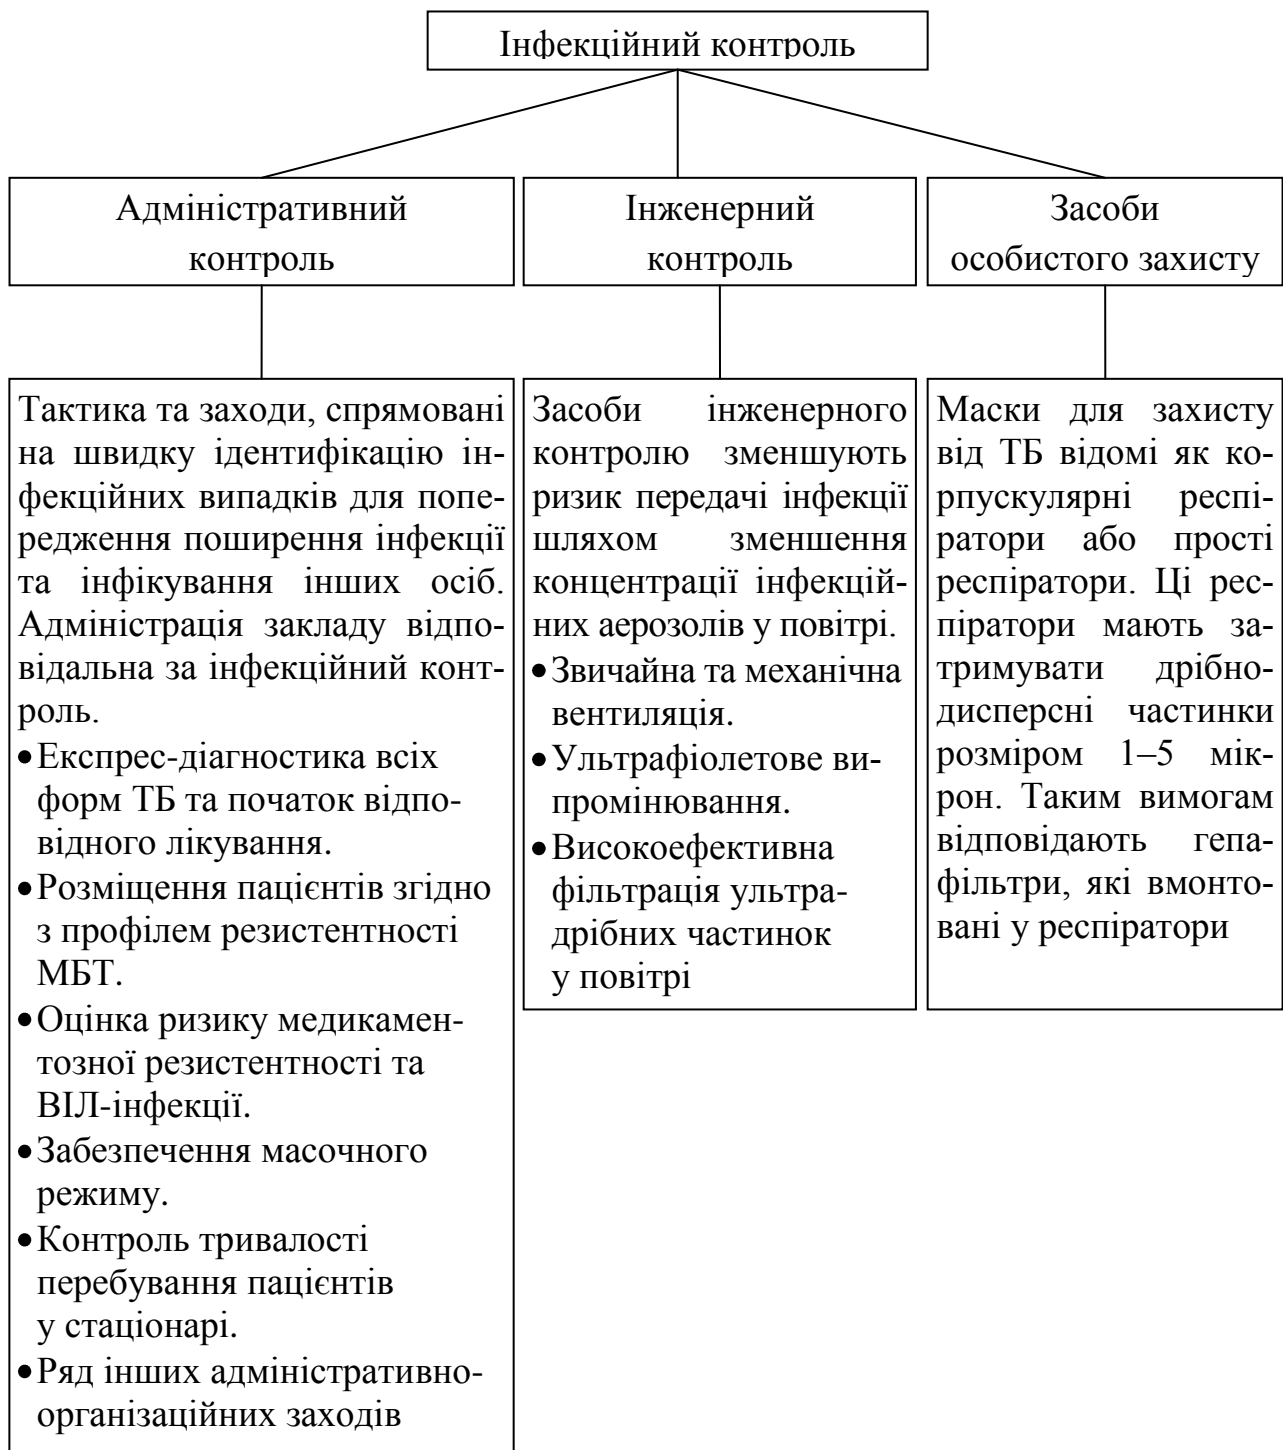 Інфекційний контроль
Адміністративний
контроль
Інженерний
контроль
Засоби
особистого захисту
Тактика та заходи, спрямовані
на швидку ідентифікацію ін-
фекційних випадків для попе-
редження поширення інфекції
та інфікування інших осіб.
Адміністрація закладу відпо-
відальна за інфекційний конт-
роль.
• Експрес-діагностика всіх
форм ТБ та початок відпо-
відного лікування.
• Розміщення пацієнтів згідно
з профілем резистентності
МБТ.
• Оцінка ризику медикамен-
тозної резистентності та
ВІЛ-інфекції.
• Забезпечення масочного
режиму.
• Контроль тривалості
перебування пацієнтів
у стаціонарі.
• Ряд інших адміністративно-
організаційних заходів
Засоби інженерного
контролю зменшують
ризик передачі інфекції
шляхом зменшення
концентрації інфекцій-
них аерозолів у повітрі.
• Звичайна та механічна
вентиляція.
• Ультрафіолетове ви-
промінювання.
• Високоефективна
фільтрація ультра-
дрібних частинок
у повітрі
Маски для захисту
від ТБ відомі як ко-
рпускулярні респі-
ратори або прості
респіратори. Ці рес-
піратори мають за-
тримувати дрібно-
дисперсні частинки
розміром 1–5 мік-
рон. Таким вимогам
відповідають гепа-
фільтри, які вмонто-
вані у респіратори